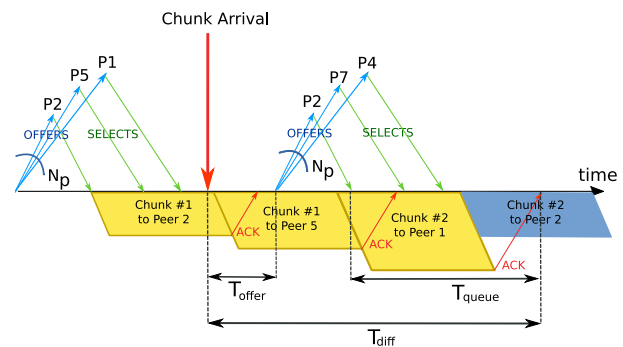 Chunk Arrival
P1
P5
P2
OFFERS
SELECTS
Np
P4
P7
P2
OFFERS
SELECTS
Np
time
Chunk #1
to Peer 2
Chunk #1
to Peer 5
Chunk #2
to Peer 1
Chunk #2
to Peer 2
ACK
ACK
ACK
Toffer
Tqueue
Tdiff